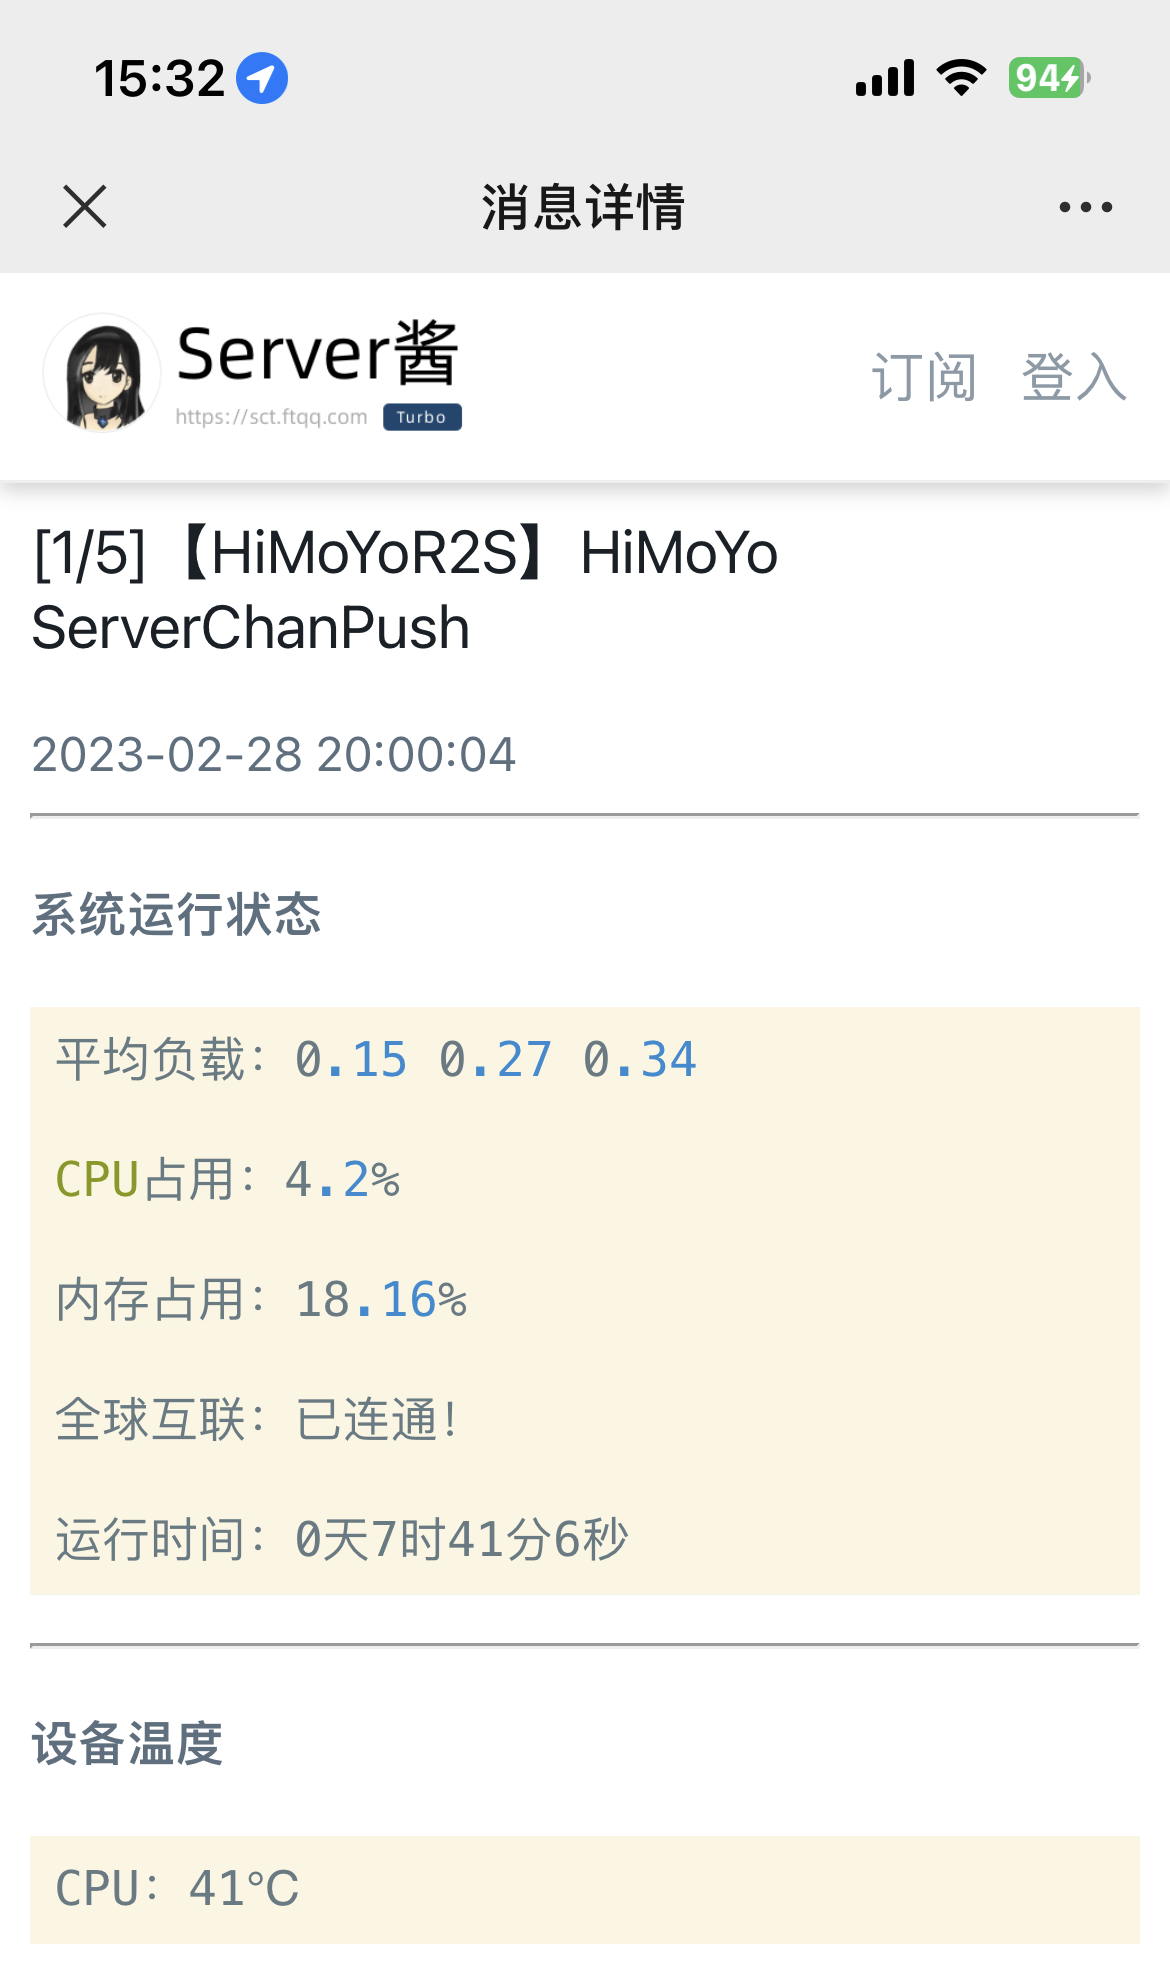 15:32
94
消息详情
Server酱
https://sct.ftqq.com Turbo
订阅 登入
[1/5]【HiMoYoR2S】HiMoYo
ServerChanPush
2023-02-28 20:00:04
系统运行状态
平均负载: 0.15 0.27 0.34
CPU占用: 4.2%
内存占用: 18.16%
全球互联: 已连通!
运行时间: 0天7时41分6秒
设备温度
CPU: 41℃